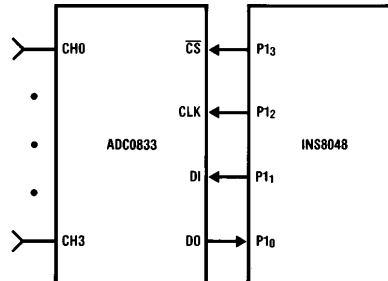 CH0 CS P1₃
CLK P1₂
ADC0833 INS8048
DI P1₁
CH3 DO P1₀